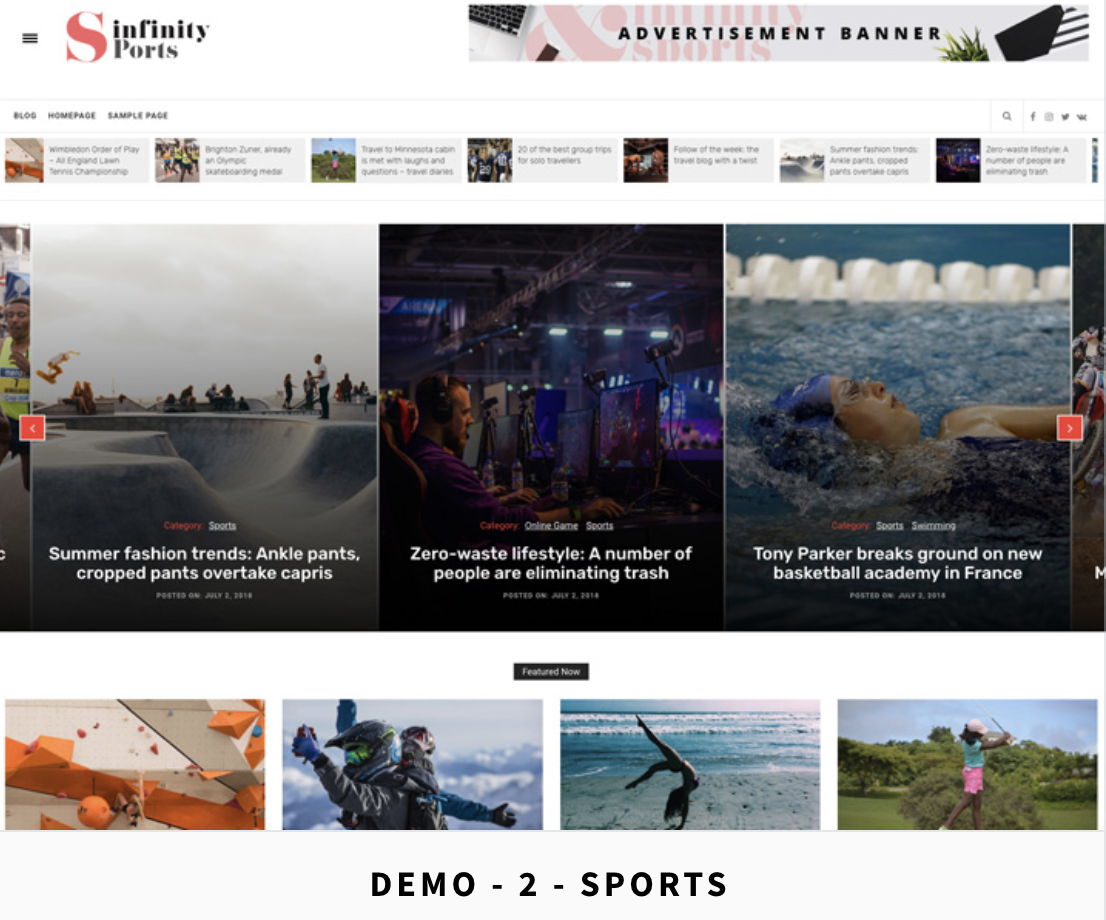 S infinity
Ports
infinity
ADVERTISEMENT BANNER
sports
BLOG HOMEPAGE SAMPLE PAGE
Wimbledon Order of Play
– All England Lawn
Tennis Championship
Brighton Zuner, already
an Olympic
skateboarding medal
Travel to Minnesota cabin
is met with laughs and
questions – travel diaries
20 of the best group trips
for solo travellers
Follow of the week: the
travel blog with a twist
Summer fashion trends:
Ankle pants, cropped
pants overtake capris
Zero-waste lifestyle: A
number of people are
eliminating trash
c
Category: Sports
Summer fashion trends: Ankle pants,
cropped pants overtake capris
POSTED ON: JULY 2, 2018
ARENA
Category: Online Game Sports
Zero-waste lifestyle: A number of
people are eliminating trash
POSTED ON: JULY 2, 2018
Category: Sports Swimming
Tony Parker breaks ground on new
basketball academy in France
POSTED ON: JULY 2, 2018
M
Featured Now
DEMO - 2 - SPORTS